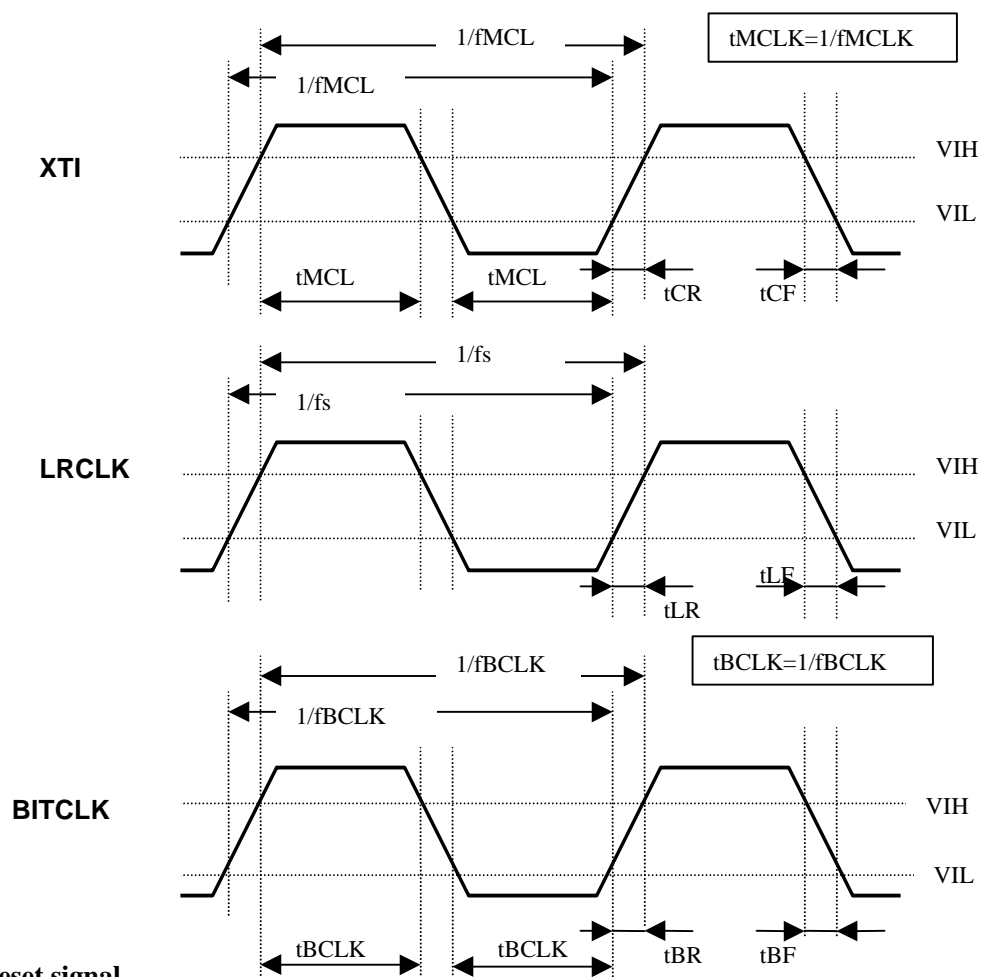 1/fMCL
tMCLK=1/fMCLK
1/fMCL
XTI
VIH
VIL
tMCL
tMCL
tCR
tCF
1/fs
1/fs
LRCLK
VIH
VIL
tLR
tLF
1/fBCLK
tBCLK=1/fBCLK
1/fBCLK
BITCLK
VIH
VIL
tBCLK
tBCLK
tBR
tBF
signal